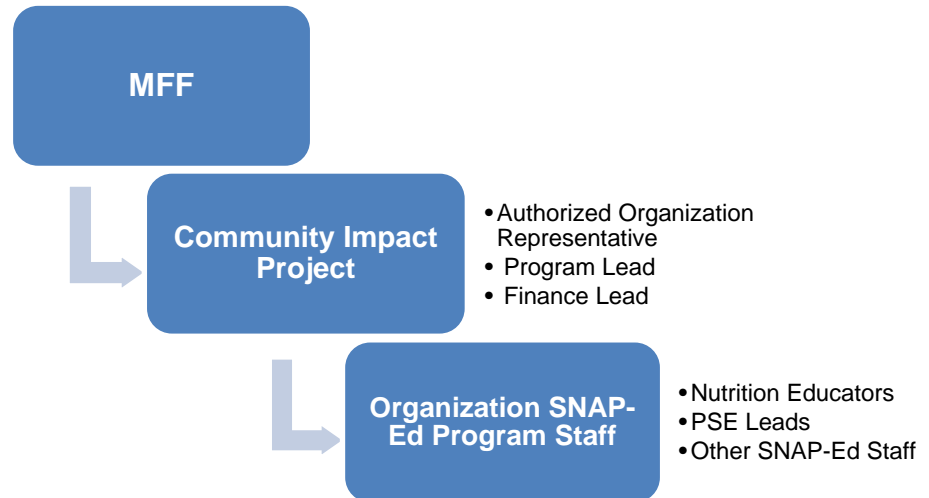 MFF
Community Impact
Project
•Authorized Organization
Representative
• Program Lead
• Finance Lead
Organization SNAP-
Ed Program Staff
•Nutrition Educators
•PSE Leads
•Other SNAP-Ed Staff